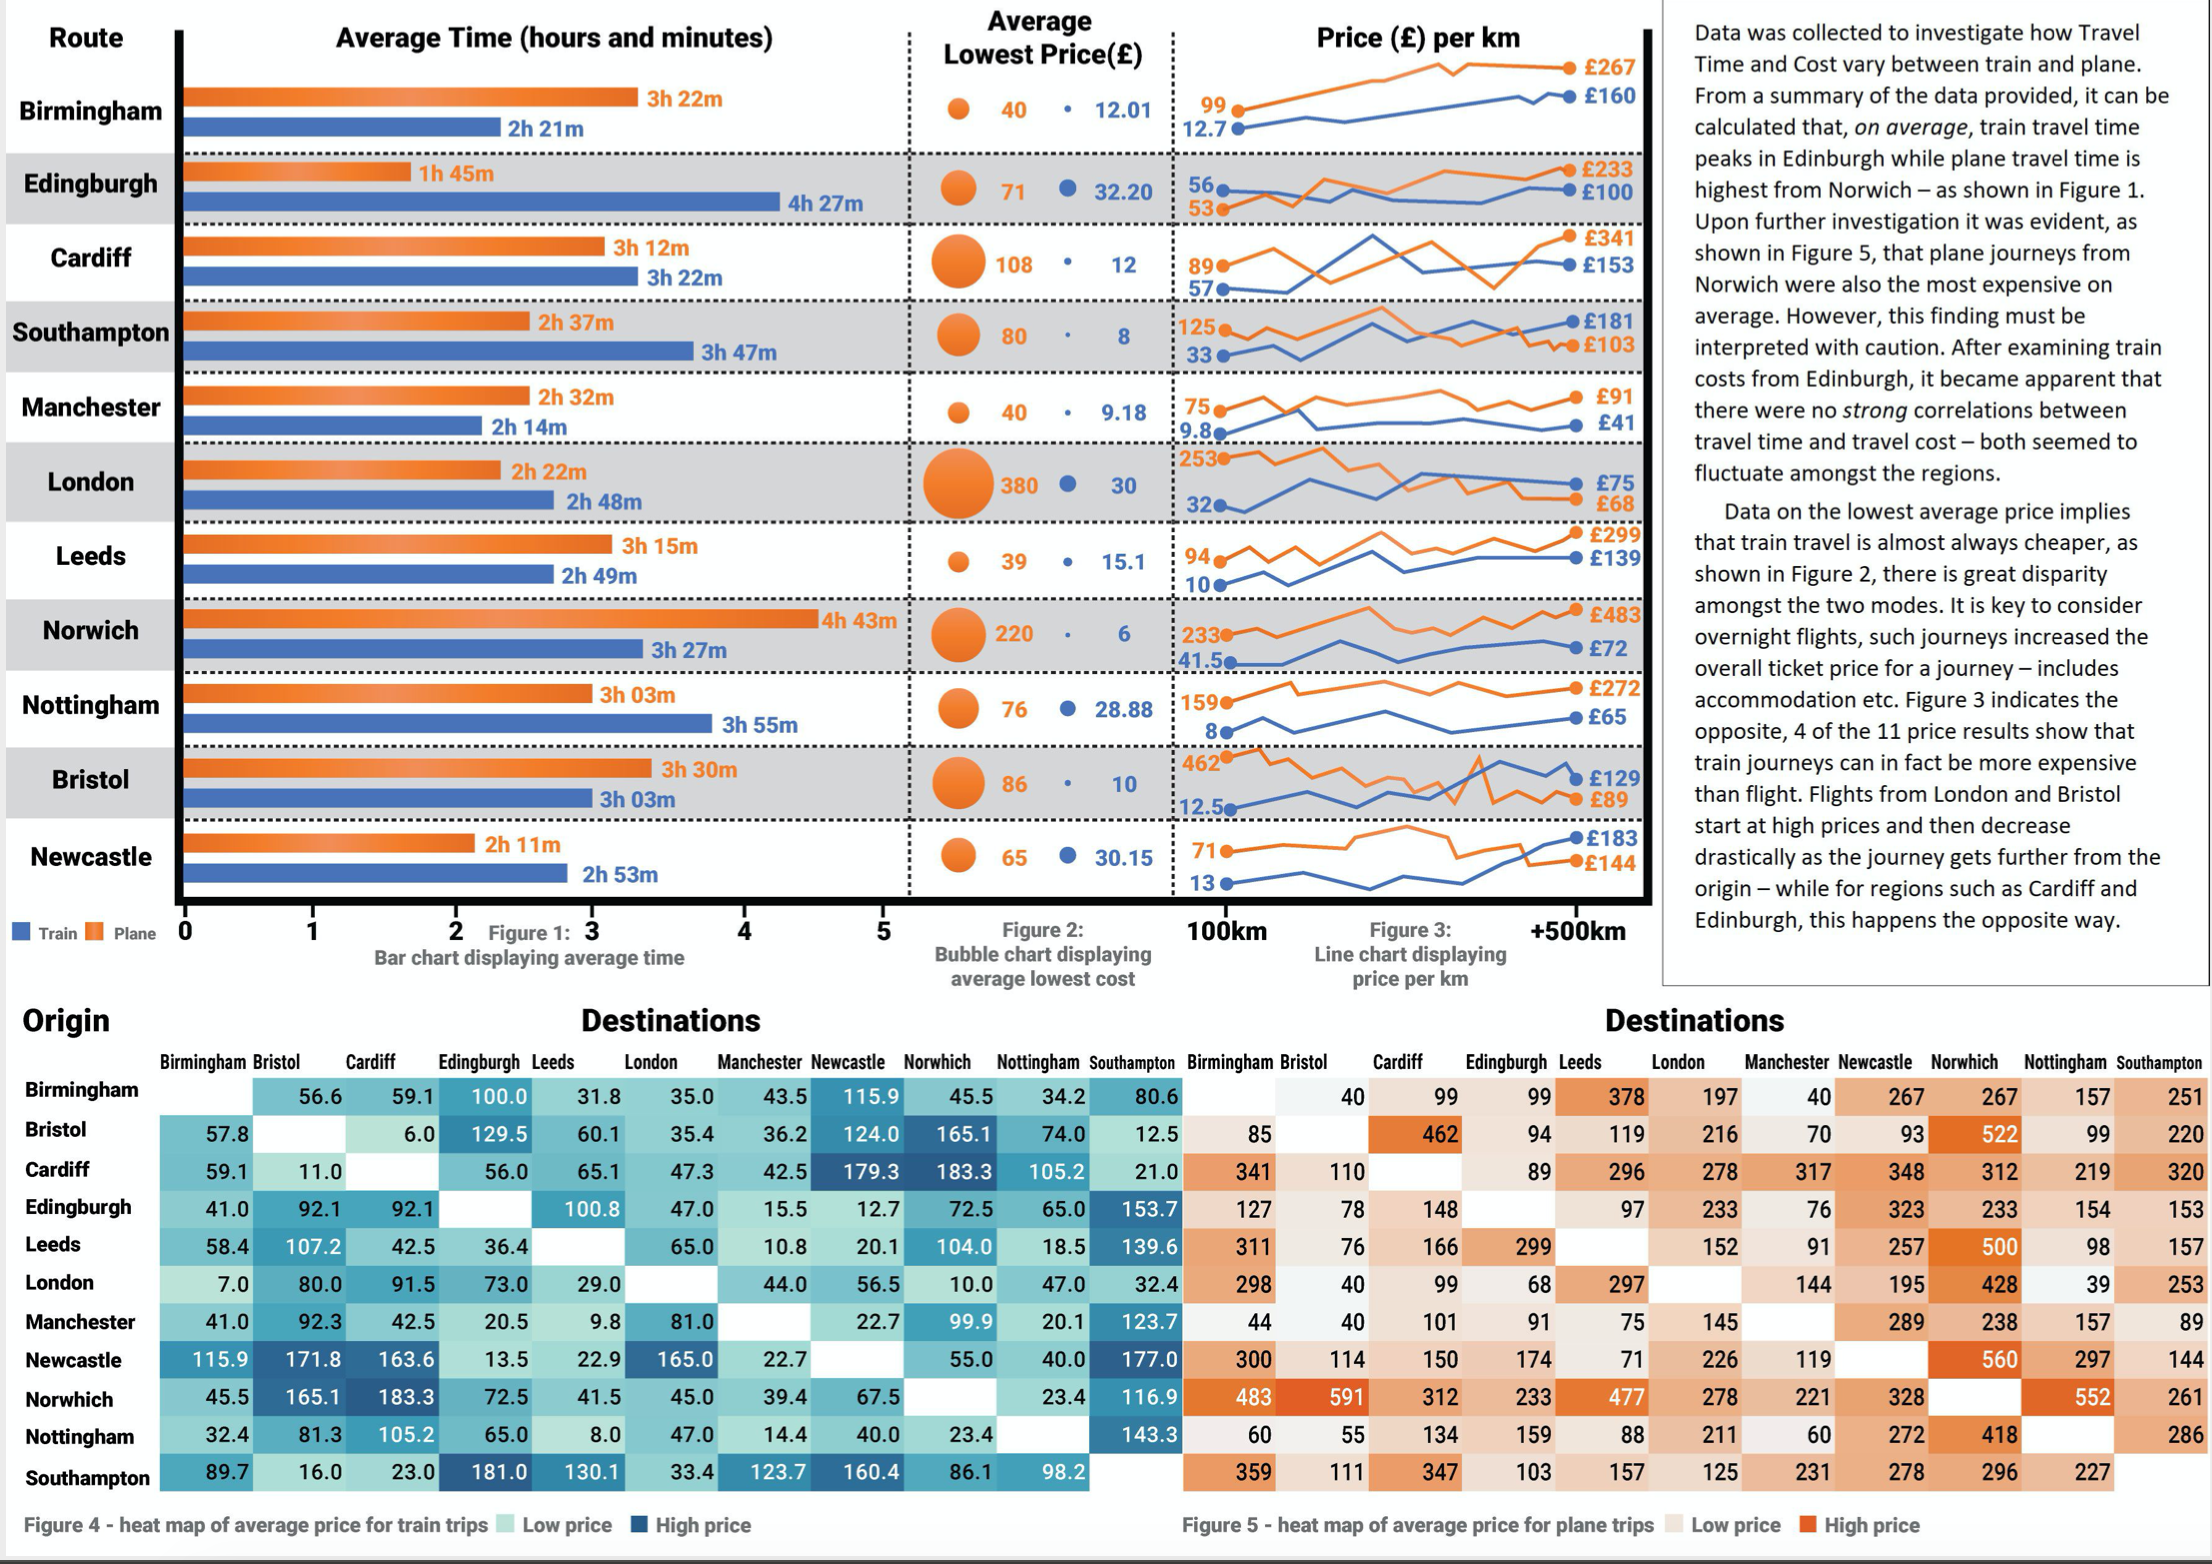 Route
Average Time (hours and minutes)
Average
Lowest Price(£)
Price (£) per km
Birmingham
3h 22m
2h 21m
40
12.01
99
12.7
£267
£160
Edingburgh
1h 45m
4h 27m
71
32.20
56
53
£233
£100
Cardiff
3h 12m
3h 22m
108
12
89
57
£341
£153
Southampton
2h 37m
3h 47m
80
8
125
33
£181
£103
Manchester
2h 32m
2h 14m
40
9.18
75
9.8
£91
£41
London
2h 22m
2h 48m
380
30
253
32
£75
£68
Leeds
3h 15m
2h 49m
39
15.1
94
10
£299
£139
Norwich
4h 43m
3h 27m
220
6
233
41.5
£483
£72
Nottingham
3h 03m
3h 55m
76
28.88
159
8
£272
£65
Bristol
3h 30m
3h 03m
86
10
462
12.5
£129
£89
Newcastle
2h 11m
2h 53m
65
30.15
71
13
£183
£144
Train Plane
0 1 2 3 4 5
100km +500km
Figure 1:
Bar chart displaying average time
Figure 2:
Bubble chart displaying
average lowest cost
Figure 3:
Line chart displaying
price per km
Data was collected to investigate how Travel
Time and Cost vary between train and plane.
From a summary of the data provided, it can be
calculated that, on average, train travel time
peaks in Edinburgh while plane travel time is
highest from Norwich – as shown in Figure 1.
Upon further investigation it was evident, as
shown in Figure 5, that plane journeys from
Norwich were also the most expensive on
average. However, this finding must be
interpreted with caution. After examining train
costs from Edinburgh, it became apparent that
there were no strong correlations between
travel time and travel cost – both seemed to
fluctuate amongst the regions.
Data on the lowest average price implies
that train travel is almost always cheaper, as
shown in Figure 2, there is great disparity
amongst the two modes. It is key to consider
overnight flights, such journeys increased the
overall ticket price for a journey – includes
accommodation etc. Figure 3 indicates the
opposite, 4 of the 11 price results show that
train journeys can in fact be more expensive
than flight. Flights from London and Bristol
start at high prices and then decrease
drastically as the journey gets further from the
origin – while for regions such as Cardiff and
Edinburgh, this happens the opposite way.
Origin
Destinations
Birmingham Bristol Cardiff Edingburgh Leeds London Manchester Newcastle Norwhich Nottingham Southampton
Birmingham 56.6 59.1 100.0 31.8 35.0 43.5 115.9 45.5 34.2 80.6
Bristol 57.8 6.0 129.5 60.1 35.4 36.2 124.0 165.1 74.0 12.5
Cardiff 59.1 11.0 56.0 65.1 47.3 42.5 179.3 183.3 105.2 21.0
Edingburgh 41.0 92.1 92.1 100.8 47.0 15.5 12.7 72.5 65.0 153.7
Leeds 58.4 107.2 42.5 36.4 65.0 10.8 20.1 104.0 18.5 139.6
London 7.0 80.0 91.5 73.0 29.0 44.0 56.5 10.0 47.0 32.4
Manchester 41.0 92.3 42.5 20.5 9.8 81.0 22.7 99.9 20.1 123.7
Newcastle 115.9 171.8 163.6 13.5 22.9 165.0 22.7 55.0 40.0 177.0
Norwhich 45.5 165.1 183.3 72.5 41.5 45.0 39.4 67.5 23.4 116.9
Nottingham 32.4 81.3 105.2 65.0 8.0 47.0 14.4 40.0 23.4 143.3
Southampton 89.7 16.0 23.0 181.0 130.1 33.4 123.7 160.4 86.1 98.2
Figure 4 - heat map of average price for train trips Low price High price
Destinations
Birmingham Bristol Cardiff Edingburgh Leeds London Manchester Newcastle Norwhich Nottingham Southampton
40 99 99 378 197 40 267 267 157 251
85 462 94 119 216 70 93 522 99 220
341 110 89 296 278 317 348 312 219 320
127 78 148 97 233 76 323 233 154 153
311 76 166 299 152 91 257 500 98 157
298 40 99 68 297 144 195 428 39 253
44 40 101 91 75 145 289 238 157 89
300 114 150 174 71 226 119 560 297 144
483 591 312 233 477 278 221 328 552 261
60 55 134 159 88 211 60 272 418 286
359 111 347 103 157 125 231 278 296 227
Figure 5 - heat map of average price for plane trips Low price High price